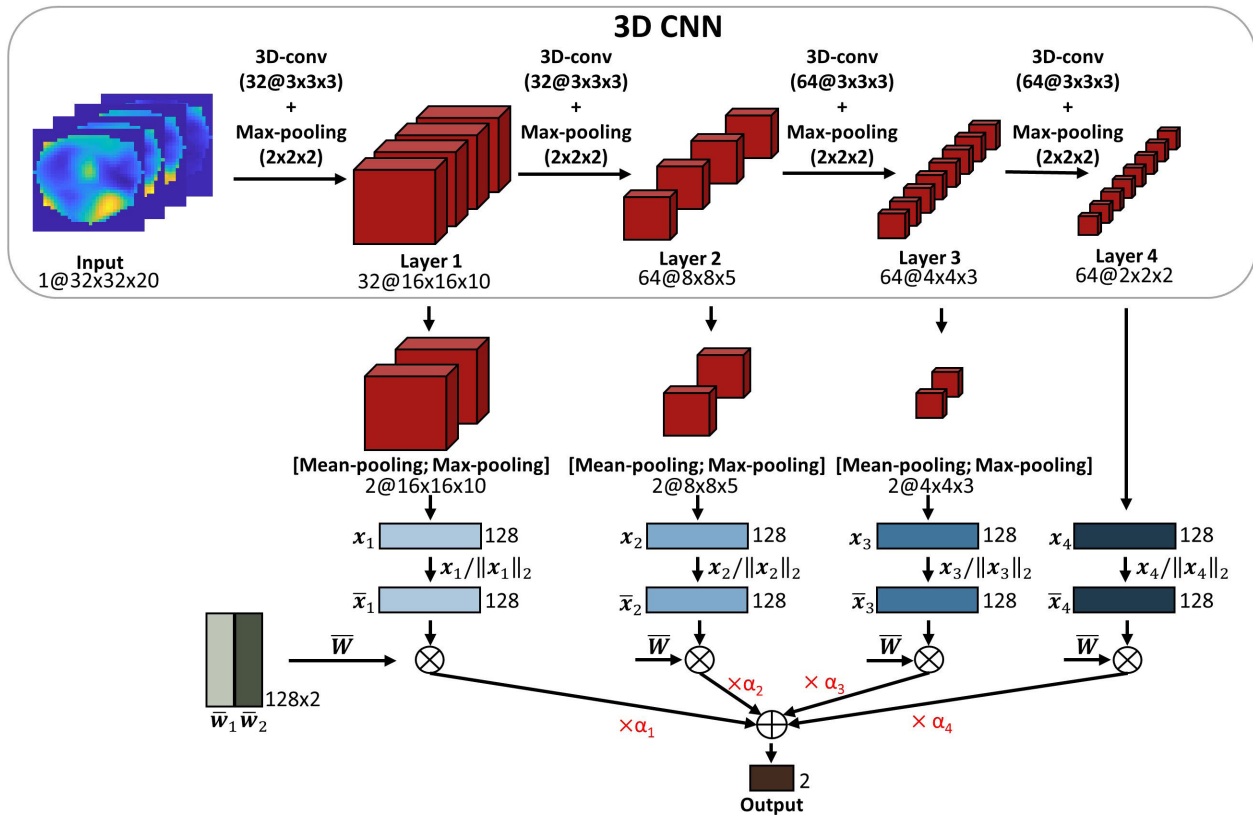 3D CNN
3D-conv
(32@3x3x3)
+
Max-pooling
(2x2x2)
3D-conv
(32@3x3x3)
+
Max-pooling
(2x2x2)
3D-conv
(64@3x3x3)
+
Max-pooling
(2x2x2)
3D-conv
(64@3x3x3)
+
Max-pooling
(2x2x2)
Input
1@32x32x20
Layer 1
32@16x16x10
Layer 2
64@8x8x5
Layer 3
64@4x4x3
Layer 4
64@2x2x2
[Mean-pooling; Max-pooling]
2@16x16x10
[Mean-pooling; Max-pooling]
2@8x8x5
[Mean-pooling; Max-pooling]
2@4x4x3
x₁ 128
x₂ 128
x₃ 128
x₄ 128
x₁/‖x₁‖₂
x₂/‖x₂‖₂
x₃/‖x₃‖₂
x₄/‖x₄‖₂
x̅₁ 128
x̅₂ 128
x̅₃ 128
x̅₄ 128
W̅
W̅
W̅
W̅
128x2
w̅₁ w̅₂
×α₁
×α₂
× α₃
× α₄
2
Output